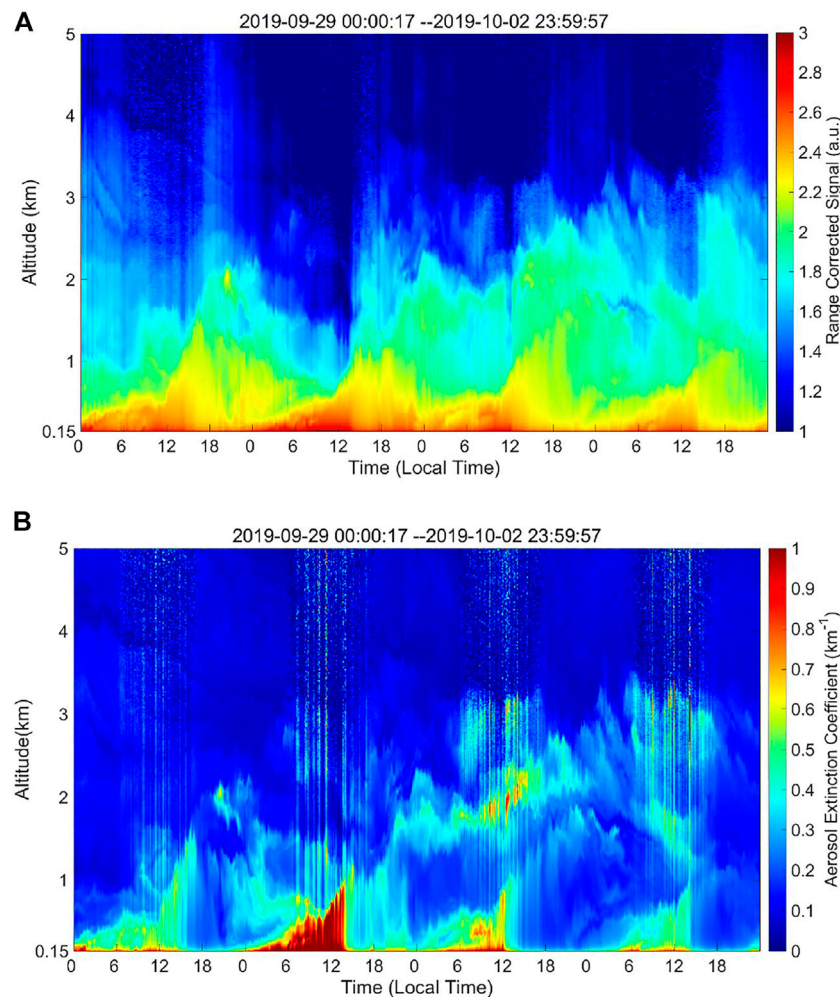 A
2019-09-29 00:00:17 --2019-10-02 23:59:57
5
4
3
2
1
0.15
Altitude (km)
0 6 12 18 0 6 12 18 0 6 12 18 0 6 12 18
Time (Local Time)
3
2.8
2.6
2.4
2.2
2
1.8
1.6
1.4
1.2
1
Range Corrected Signal (a.u.)
B
2019-09-29 00:00:17 --2019-10-02 23:59:57
5
4
3
2
1
0.15
Altitude(km)
0 6 12 18 0 6 12 18 0 6 12 18 0 6 12 18
Time (Local Time)
1
0.9
0.8
0.7
0.6
0.5
0.4
0.3
0.2
0.1
0
Aerosol Extinction Coefficient (km⁻¹)